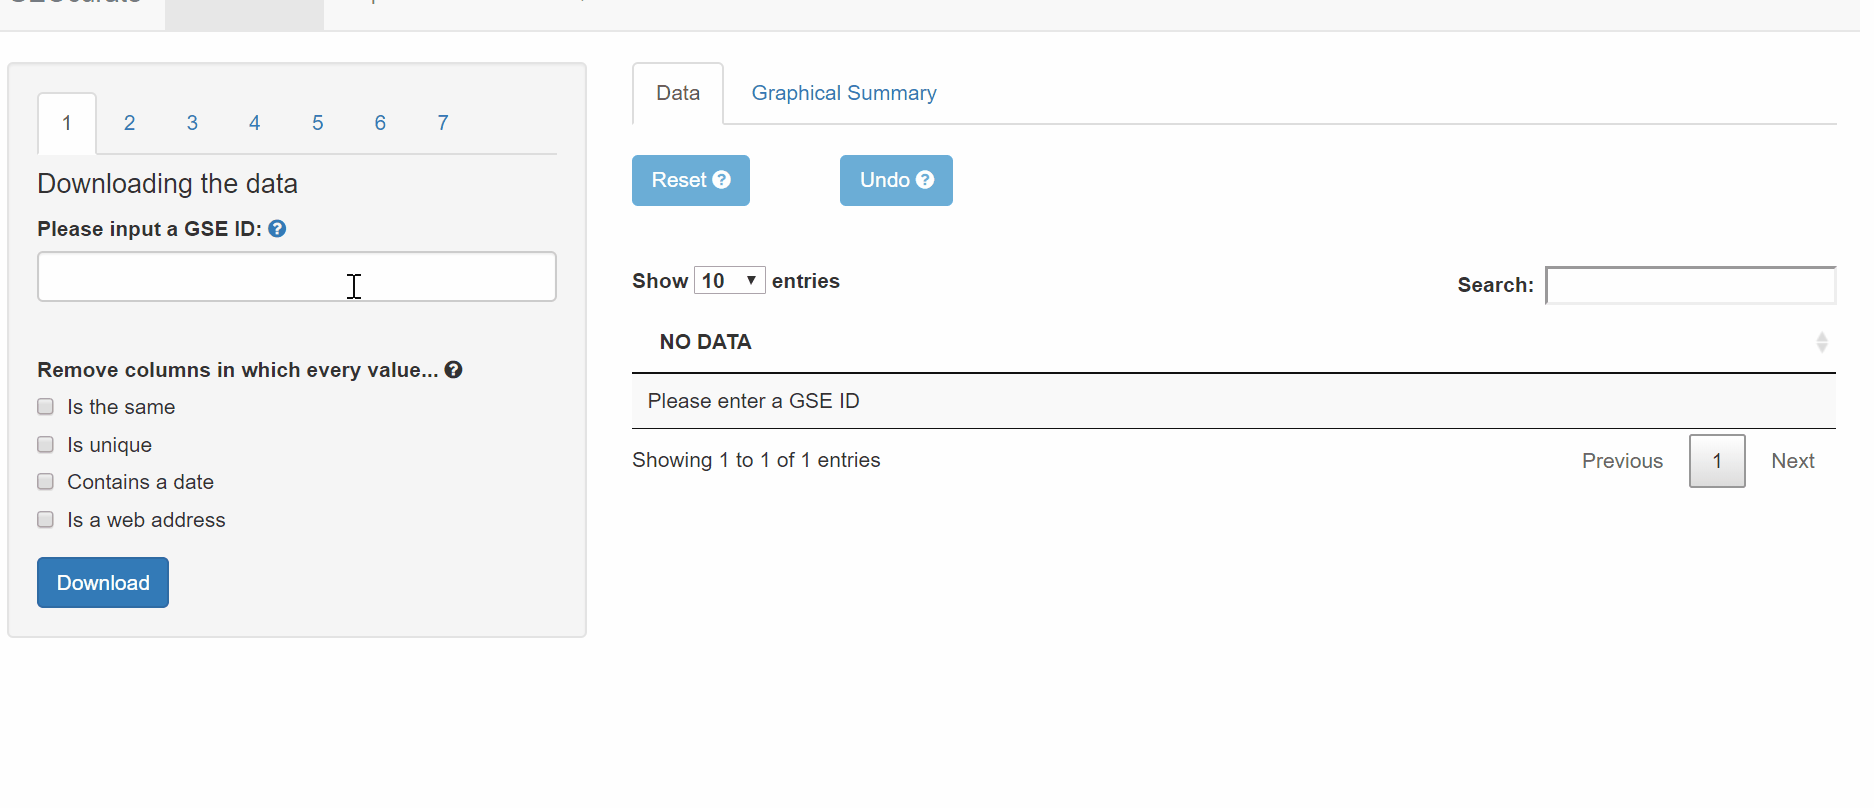 1 2 3 4 5 6 7
Downloading the data
Please input a GSE ID:
Remove columns in which every value...
Is the same
Is unique
Contains a date
Is a web address
Download
Data Graphical Summary
Reset Undo
Show 10 entries Search:
NO DATA
Please enter a GSE ID
Showing 1 to 1 of 1 entries Previous 1 Next